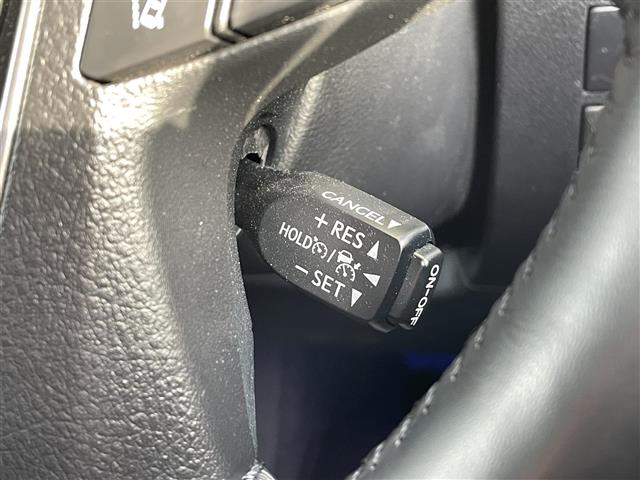 CANCEL
+ RES
HOLD /
− SET
ON-OFF